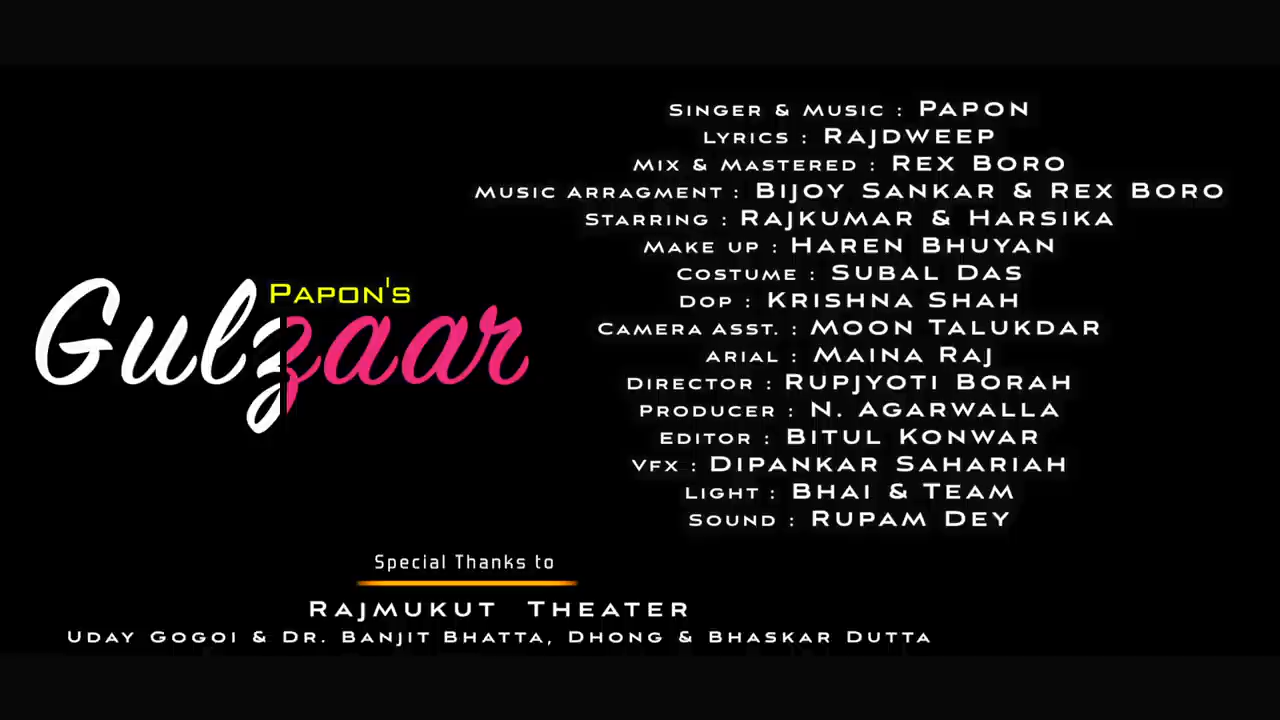 Papon's
Gulzaar
Singer & Music : Papon
Lyrics : Rajdweep
Mix & Mastered : Rex Boro
Music Arragment : Bijoy Sankar & Rex Boro
Starring : Rajkumar & Harsika
Make up : Haren Bhuyan
Costume : Subal Das
Dop : Krishna Shah
Camera asst. : Moon Talukdar
Arial : Maina Raj
Director : Rupjyoti Borah
Producer : N. Agarwalla
Editor : Bitul Konwar
Vfx : Dipankar Sahariah
Light : Bhai & Team
Sound : Rupam Dey
Special Thanks to
Rajmukut Theater
Uday Gogoi & Dr. Banjit Bhatta, Dhong & Bhaskar Dutta